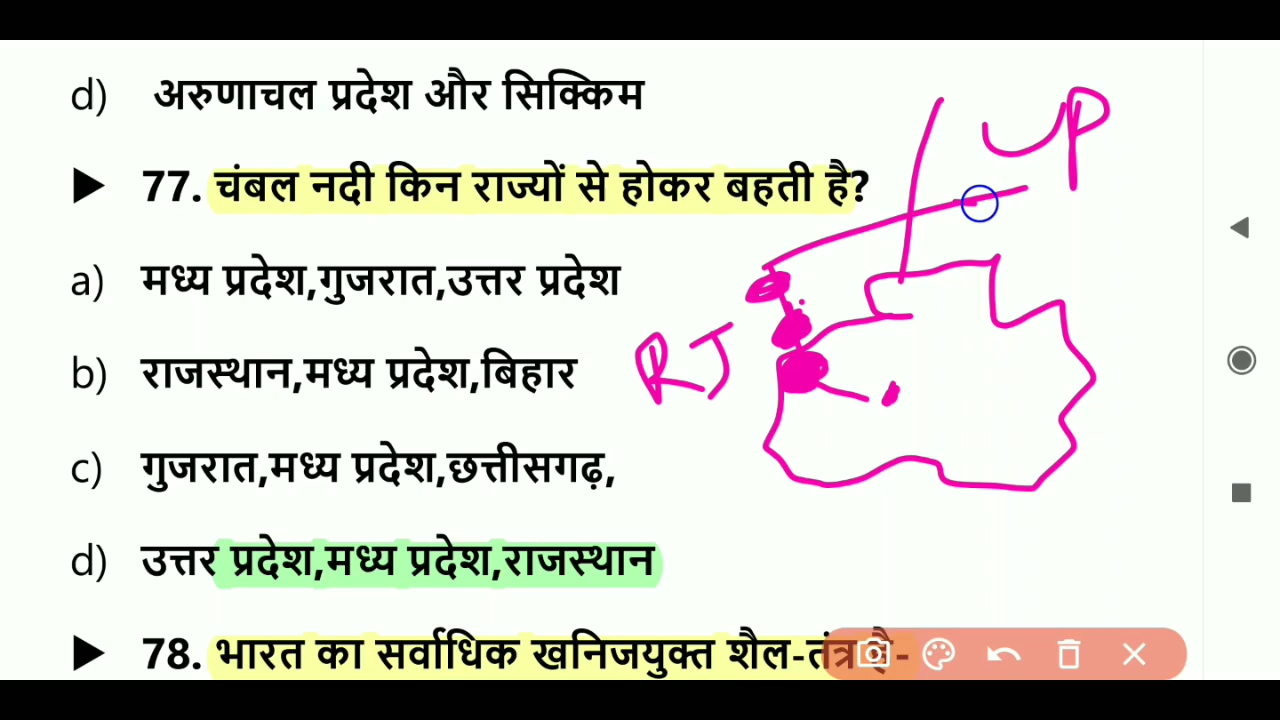 d) अरुणाचल प्रदेश और सिक्किम
UP
▶ 77. चंबल नदी किन राज्यों से होकर बहती है?
a) मध्य प्रदेश,गुजरात,उत्तर प्रदेश
RJ
b) राजस्थान,मध्य प्रदेश,बिहार
c) गुजरात,मध्य प्रदेश,छत्तीसगढ़,
d) उत्तर प्रदेश,मध्य प्रदेश,राजस्थान
▶ 78. भारत का सर्वाधिक खनिजयुक्त शैल-तंत्र है-